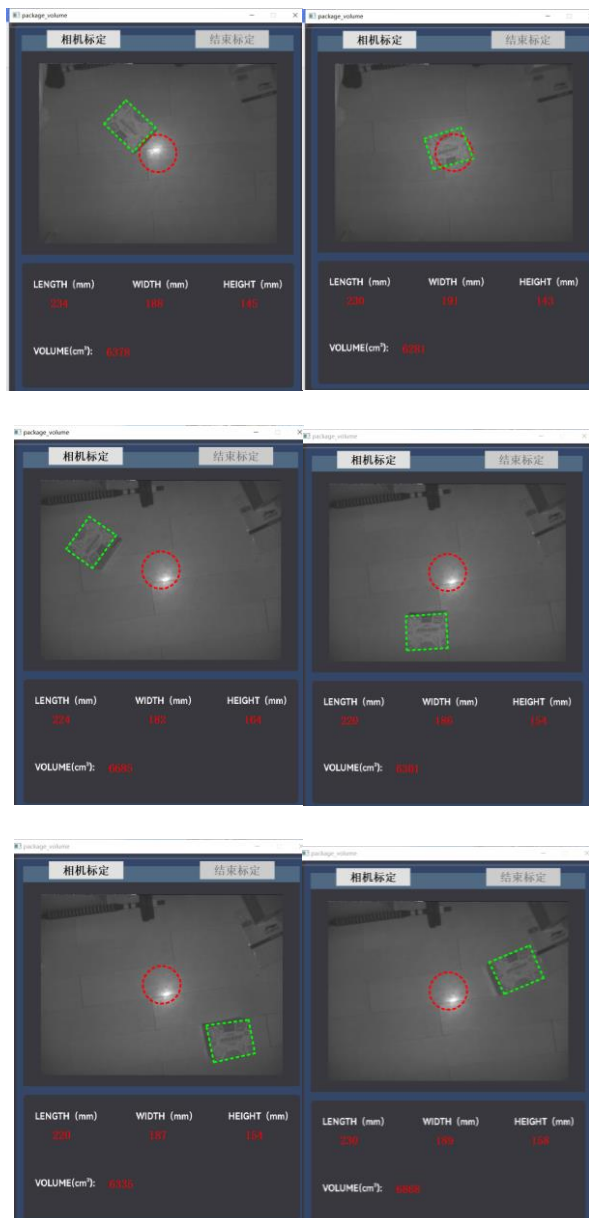 package_volume
相机标定 结束标定
LENGTH (mm) WIDTH (mm) HEIGHT (mm)
234 188 145
VOLUME(cm³): 6378
package_volume
相机标定 结束标定
LENGTH (mm) WIDTH (mm) HEIGHT (mm)
230 191 143
VOLUME(cm³): 6281
package_volume
相机标定 结束标定
LENGTH (mm) WIDTH (mm) HEIGHT (mm)
224 182 164
VOLUME(cm³): 6685
package_volume
相机标定 结束标定
LENGTH (mm) WIDTH (mm) HEIGHT (mm)
220 186 154
VOLUME(cm³): 6301
package_volume
相机标定 结束标定
LENGTH (mm) WIDTH (mm) HEIGHT (mm)
220 187 154
VOLUME(cm³): 6335
package_volume
相机标定 结束标定
LENGTH (mm) WIDTH (mm) HEIGHT (mm)
230 189 158
VOLUME(cm³): 6868